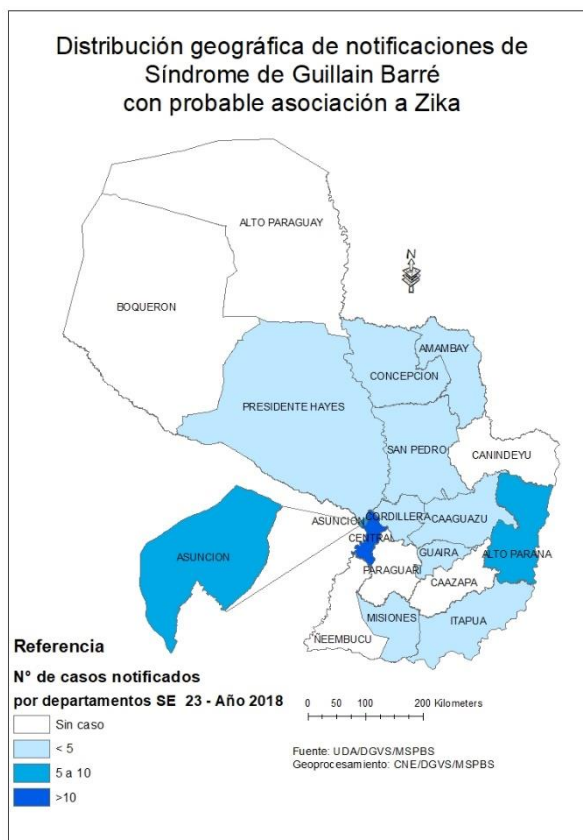 Distribución geográfica de notificaciones de
Síndrome de Guillain Barré
con probable asociación a Zika
ALTO PARAGUAY
N
BOQUERON
AMAMBAY
CONCEPCION
PRESIDENTE HAYES
SAN PEDRO
CANINDEYU
ASUNCION
CORDILLERA
CAAGUAZU
CENTRAL
ASUNCION
GUAIRA
ALTO PARANA
PARAGUARI
CAAZAPA
MISIONES
ITAPUA
ÑEEMBUCU
Referencia
N° de casos notificados
por departamentos SE 23 - Año 2018
Sin caso
< 5
5 a 10
>10
0 50 100 200 Kilometers
Fuente: UDA/DGVS/MSPBS
Geoprocesamiento: CNE/DGVS/MSPBS